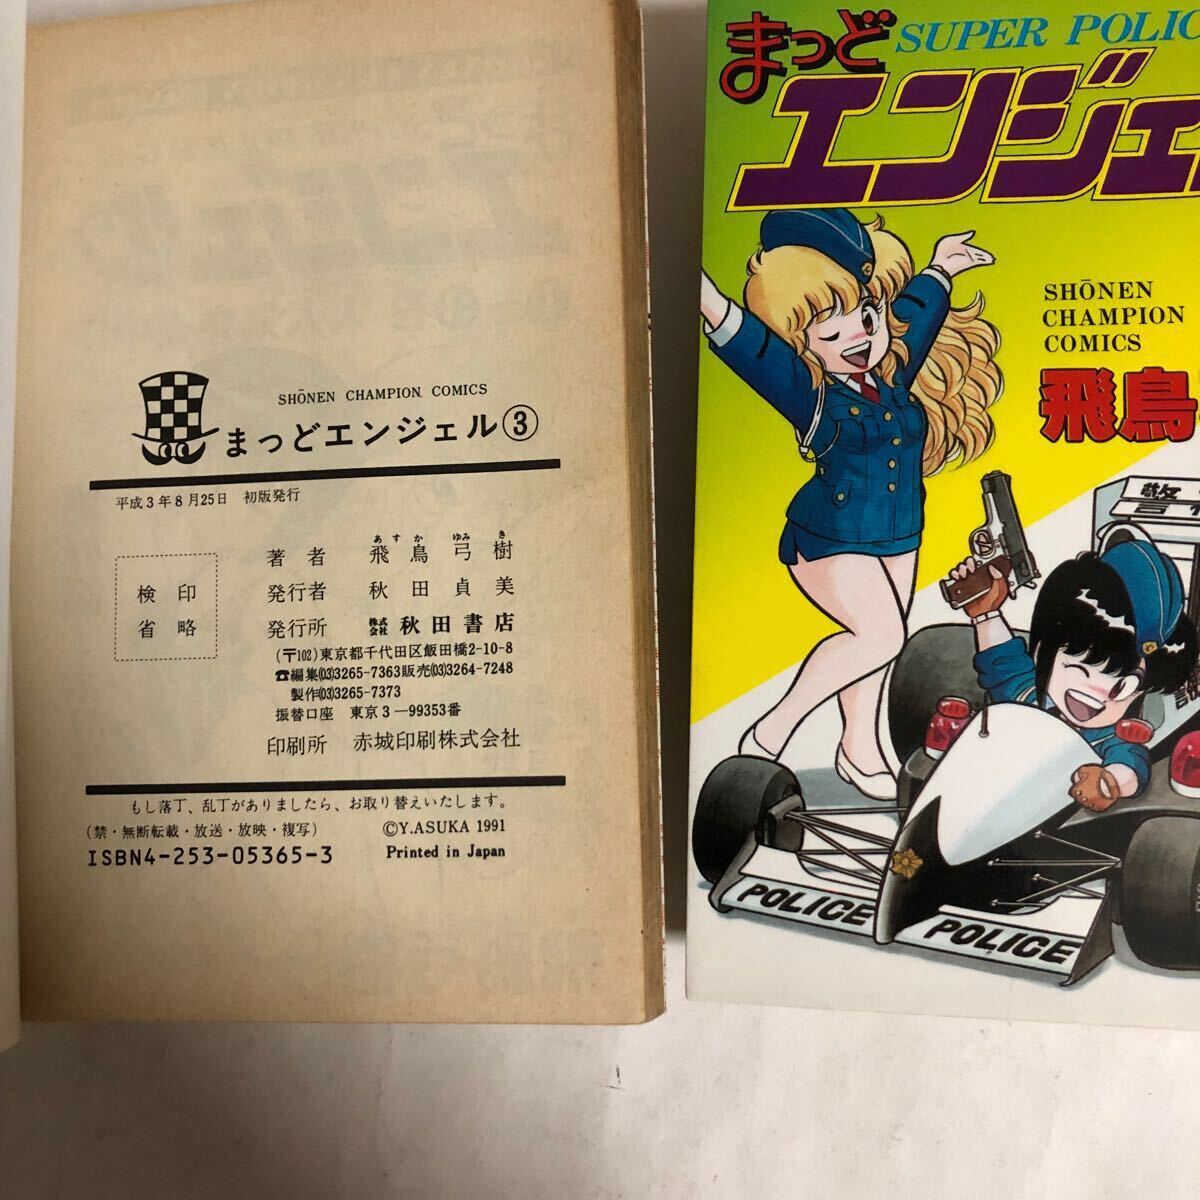 SHŌNEN CHAMPION COMICS
まっどエンジェル③
平成3年8月25日 初版発行
検印
省略
著者 飛鳥弓樹
あすか ゆみき
発行者 秋田貞美
発行所 株式会社 秋田書店
(〒102)東京都千代田区飯田橋2-10-8
☎編集(03)3265-7363販売(03)3264-7248
製作(03)3265-7373
振替口座 東京3-99353番
印刷所 赤城印刷株式会社
もし落丁、乱丁がありましたら、お取り替えいたします。
(禁・無断転載・放送・放映・複写)
©Y.ASUKA 1991
ISBN4-253-05365-3
Printed in Japan
まっど SUPER POLIC
エンジェ
SHŌNEN
CHAMPION
COMICS
飛鳥
警
POLICE POLICE